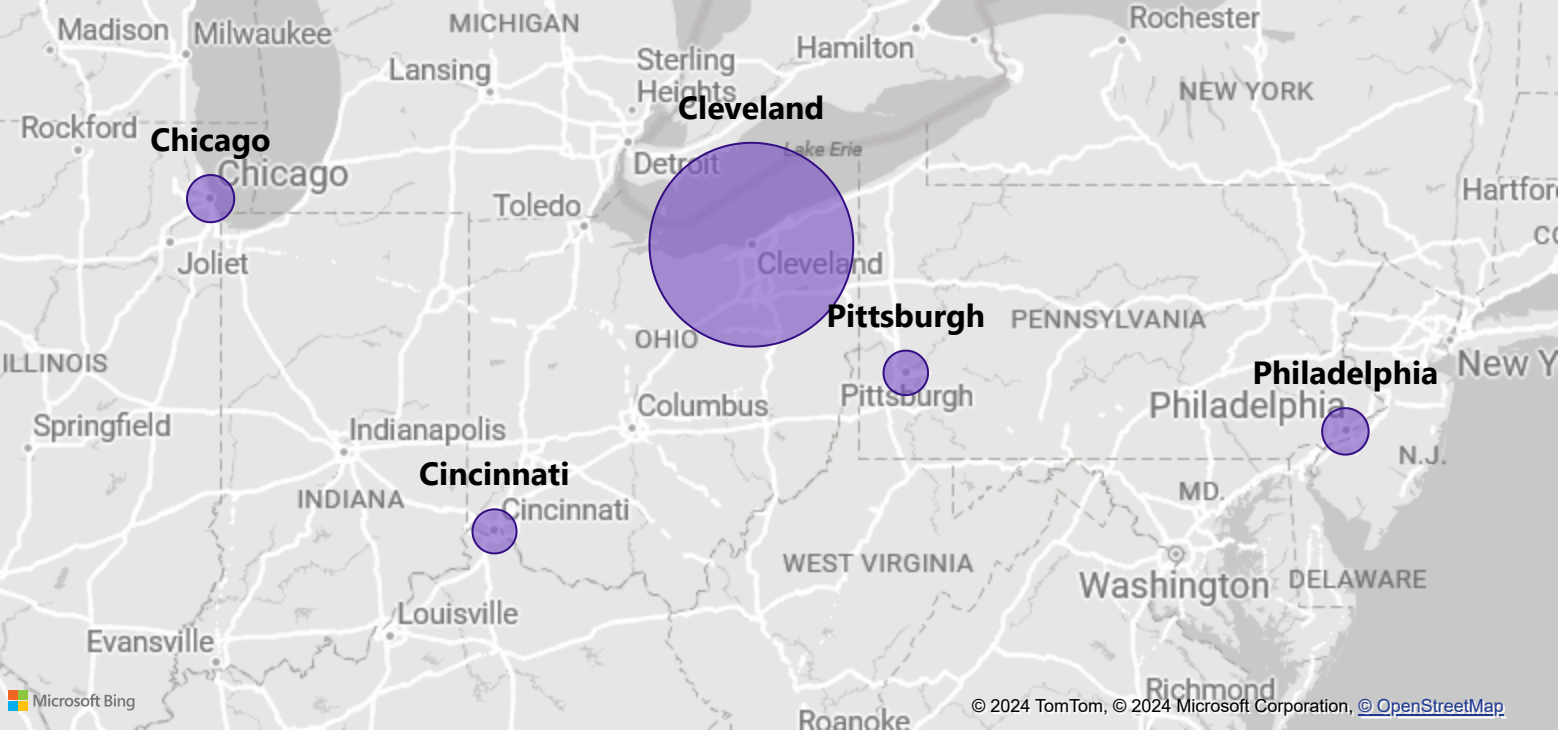 Madison
Milwaukee
MICHIGAN
Lansing
Sterling
Heights
Hamilton
Rochester
NEW YORK
Rockford
Chicago
Chicago
Cleveland
Detroit
Lake Erie
Toledo
Hartfor
CO
Joliet
Cleveland
OHIO
Pittsburgh
PENNSYLVANIA
ILLINOIS
Pittsburgh
Philadelphia
New Y
Philadelphia
Columbus
Springfield
Indianapolis
N.J.
Cincinnati
INDIANA
Cincinnati
MD.
WEST VIRGINIA
Washington
DELAWARE
Louisville
Evansville
Richmond
Roanoke
Microsoft Bing
© 2024 TomTom, © 2024 Microsoft Corporation, © OpenStreetMap